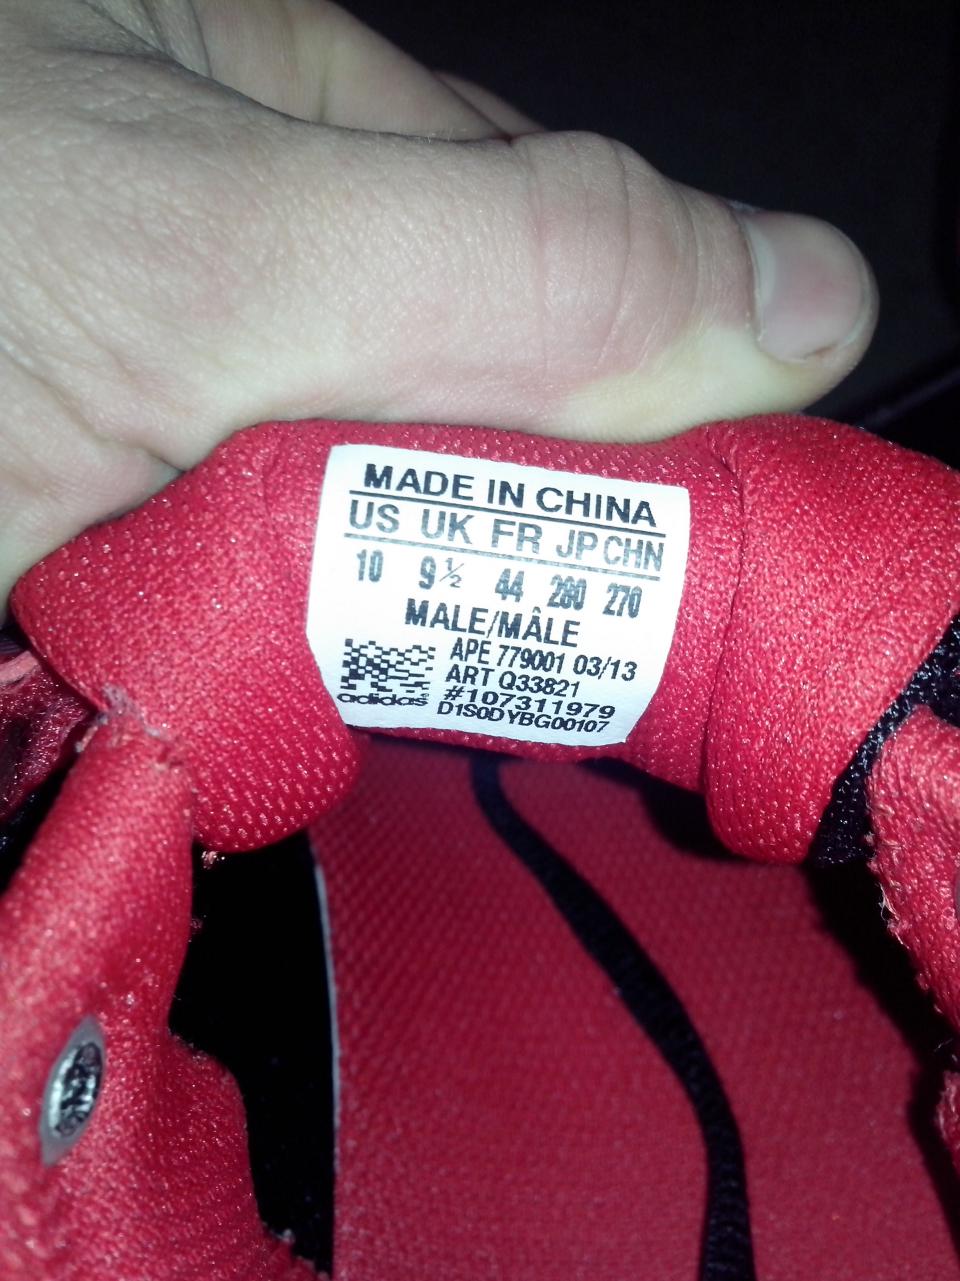 MADE IN CHINA
US UK FR JP CHN
10 9½ 44 280 270
MALE/MÂLE
APE 779001 03/13
ART Q33821
#107311979
adidas
D1S0DYBG00107